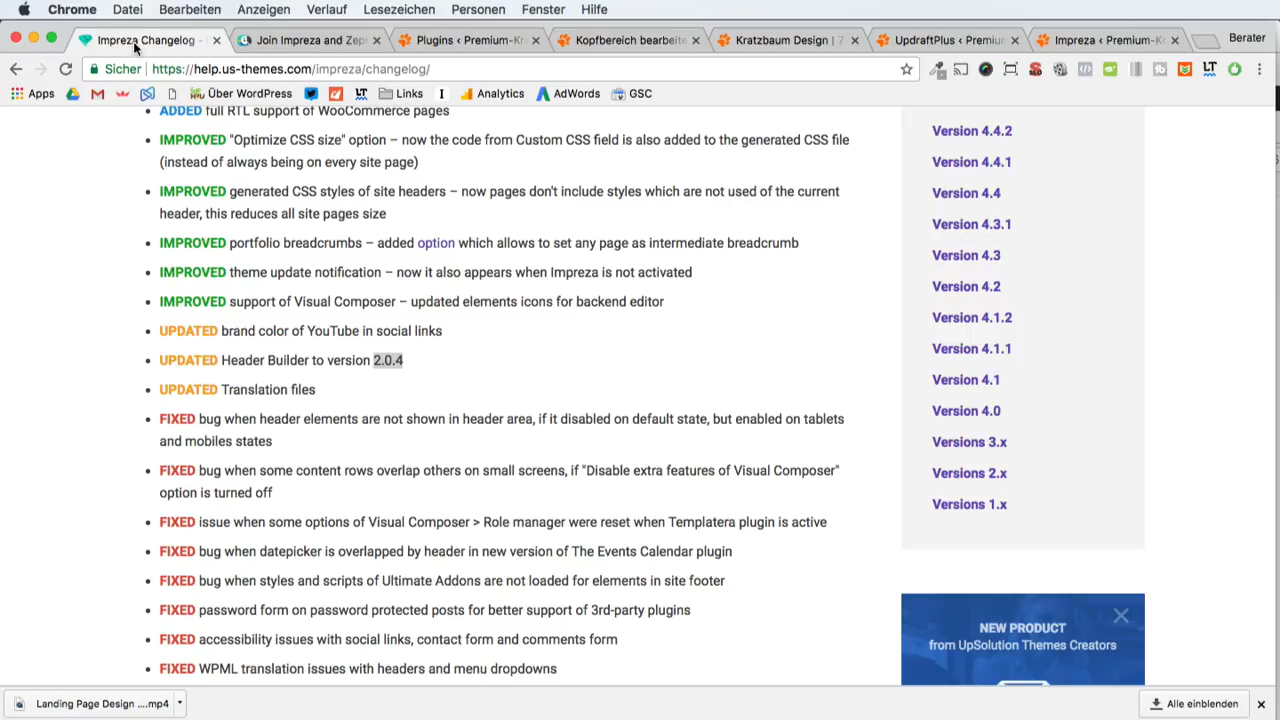 Chrome Datei Bearbeiten Anzeigen Verlauf Lesezeichen Personen Fenster Hilfe
Impreza Changelog - Join Impreza and Zep Plugins ‹ Premium-Kr Kopfbereich bearbeite Kratzbaum Design | 7 UpdraftPlus ‹ Premium Impreza ‹ Premium-Kr Berater
Sicher https://help.us-themes.com/impreza/changelog/
Apps Über WordPress LT Links I Analytics AdWords GSC
ADDED full RTL support of WooCommerce pages
IMPROVED "Optimize CSS size" option – now the code from Custom CSS field is also added to the generated CSS file
(instead of always being on every site page)
IMPROVED generated CSS styles of site headers – now pages don't include styles which are not used of the current
header, this reduces all site pages size
IMPROVED portfolio breadcrumbs – added option which allows to set any page as intermediate breadcrumb
IMPROVED theme update notification – now it also appears when Impreza is not activated
IMPROVED support of Visual Composer – updated elements icons for backend editor
UPDATED brand color of YouTube in social links
UPDATED Header Builder to version 2.0.4
UPDATED Translation files
FIXED bug when header elements are not shown in header area, if it disabled on default state, but enabled on tablets
and mobiles states
FIXED bug when some content rows overlap others on small screens, if "Disable extra features of Visual Composer"
option is turned off
FIXED issue when some options of Visual Composer > Role manager were reset when Templatera plugin is active
FIXED bug when datepicker is overlapped by header in new version of The Events Calendar plugin
FIXED bug when styles and scripts of Ultimate Addons are not loaded for elements in site footer
FIXED password form on password protected posts for better support of 3rd-party plugins
FIXED accessibility issues with social links, contact form and comments form
FIXED WPML translation issues with headers and menu dropdowns
Version 4.4.2
Version 4.4.1
Version 4.4
Version 4.3.1
Version 4.3
Version 4.2
Version 4.1.2
Version 4.1.1
Version 4.1
Version 4.0
Versions 3.x
Versions 2.x
Versions 1.x
NEW PRODUCT
from UpSolution Themes Creators
Landing Page Design ....mp4 Alle einblenden